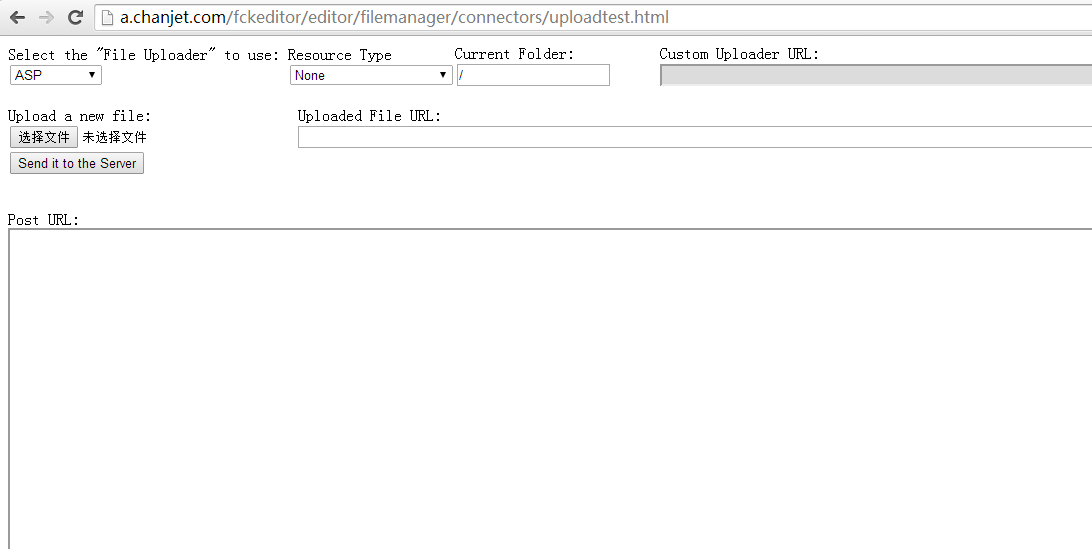 a.chanjet.com/fckeditor/editor/filemanager/connectors/uploadtest.html
Select the "File Uploader" to use: Resource Type Current Folder: Custom Uploader URL:
ASP None /
Upload a new file: Uploaded File URL:
选择文件 未选择文件
Send it to the Server
Post URL: